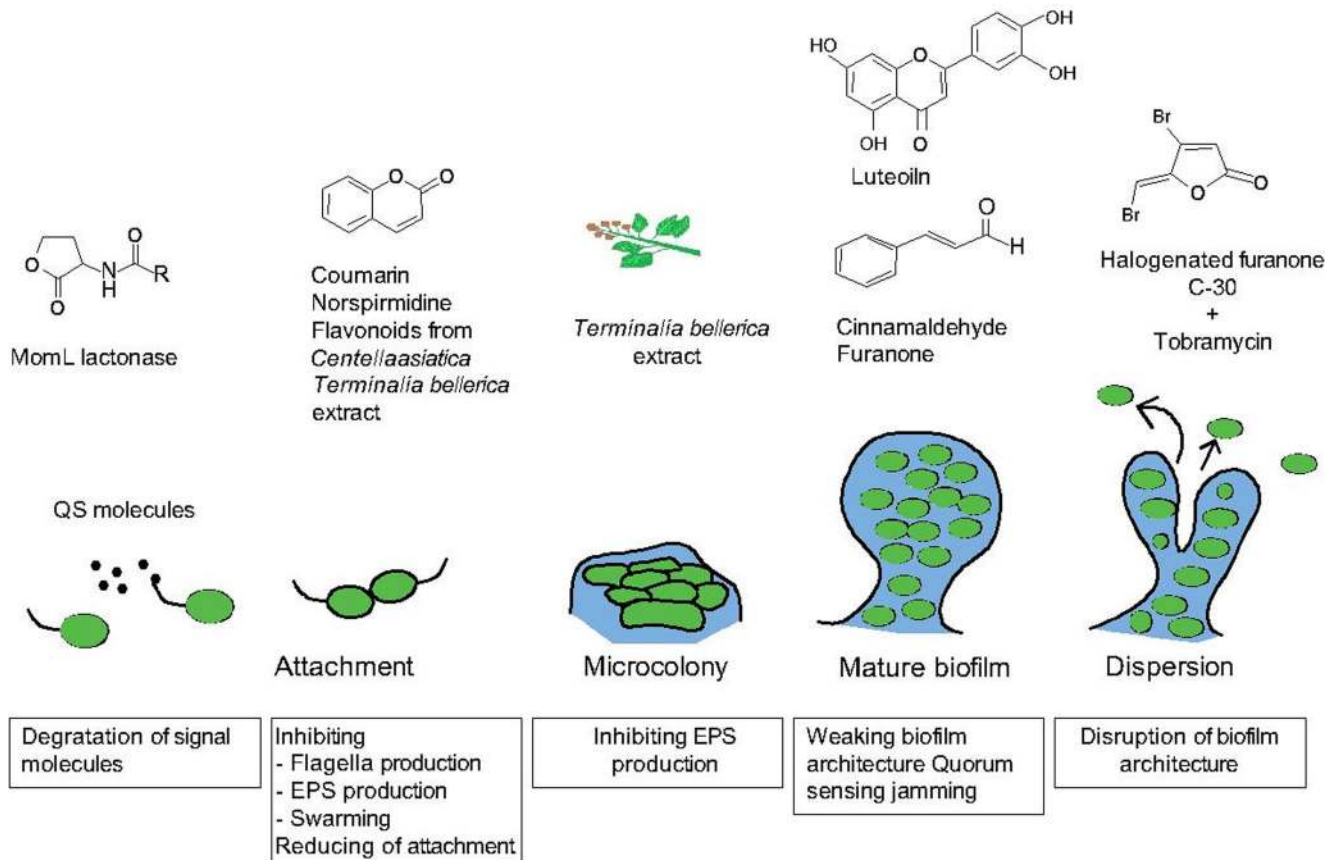 HO
O
OH
OH
OH
O
Luteoiln
Br
O
O
Br
Halogenated furanone
C-30
+
Tobramycin
O
O
Coumarin
Norspirmidine
Flavonoids from
Centellaasiatica
Terminalia bellerica
extract
O
H
Cinnamaldehyde
Furanone
Terminalia bellerica
extract
O
O
N
H
O
R
MomL lactonase
QS molecules
Attachment
Microcolony
Mature biofilm
Dispersion
Degratation of signal
molecules
Inhibiting
- Flagella production
- EPS production
- Swarming
Reducing of attachment
Inhibiting EPS
production
Weaking biofilm
architecture Quorum
sensing jamming
Disruption of biofilm
architecture